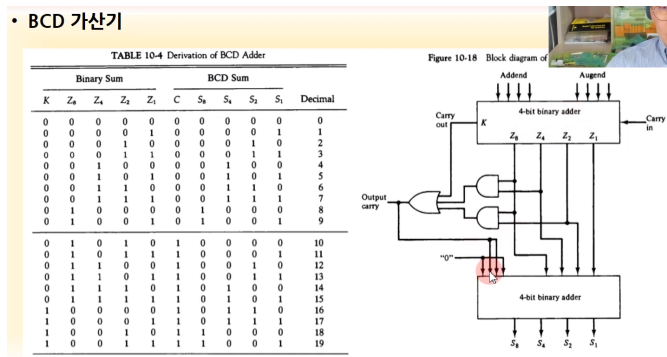 • BCD 가산기
TABLE 10-4 Derivation of BCD Adder
Binary Sum BCD Sum
K Z8 Z4 Z2 Z1 C S8 S4 S2 S1 Decimal
0 0 0 0 0 0 0 0 0 0 0
0 0 0 0 1 0 0 0 0 1 1
0 0 0 1 0 0 0 0 1 0 2
0 0 0 1 1 0 0 0 1 1 3
0 0 1 0 0 0 0 1 0 0 4
0 0 1 0 1 0 0 1 0 1 5
0 0 1 1 0 0 0 1 1 0 6
0 0 1 1 1 0 0 1 1 1 7
0 1 0 0 0 0 1 0 0 0 8
0 1 0 0 1 0 1 0 0 1 9
0 1 0 1 0 1 0 0 0 0 10
0 1 0 1 1 1 0 0 0 1 11
0 1 1 0 0 1 0 0 1 0 12
0 1 1 0 1 1 0 0 1 1 13
0 1 1 1 0 1 0 1 0 0 14
0 1 1 1 1 1 0 1 0 1 15
1 0 0 0 0 1 0 1 1 0 16
1 0 0 0 1 1 0 1 1 1 17
1 0 0 1 0 1 1 0 0 0 18
1 0 0 1 1 1 1 0 0 1 19
Figure 10-18 Block diagram of
Addend Augend
Carry out
K
4-bit binary adder
Carry in
Z8 Z4 Z2 Z1
Output carry
"0"
4-bit binary adder
S8 S4 S2 S1